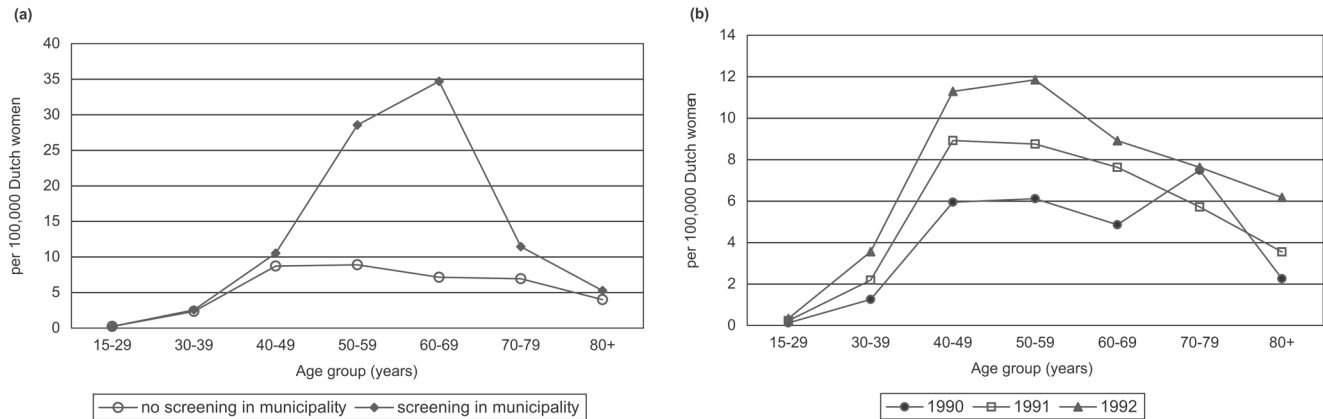 (a)
per 100,000 Dutch women
40
35
30
25
20
15
10
5
0
15-29 30-39 40-49 50-59 60-69 70-79 80+
Age group (years)
no screening in municipality screening in municipality
(b)
per 100,000 Dutch women
14
12
10
8
6
4
2
0
15-29 30-39 40-49 50-59 60-69 70-79 80+
Age group (years)
1990 1991 1992